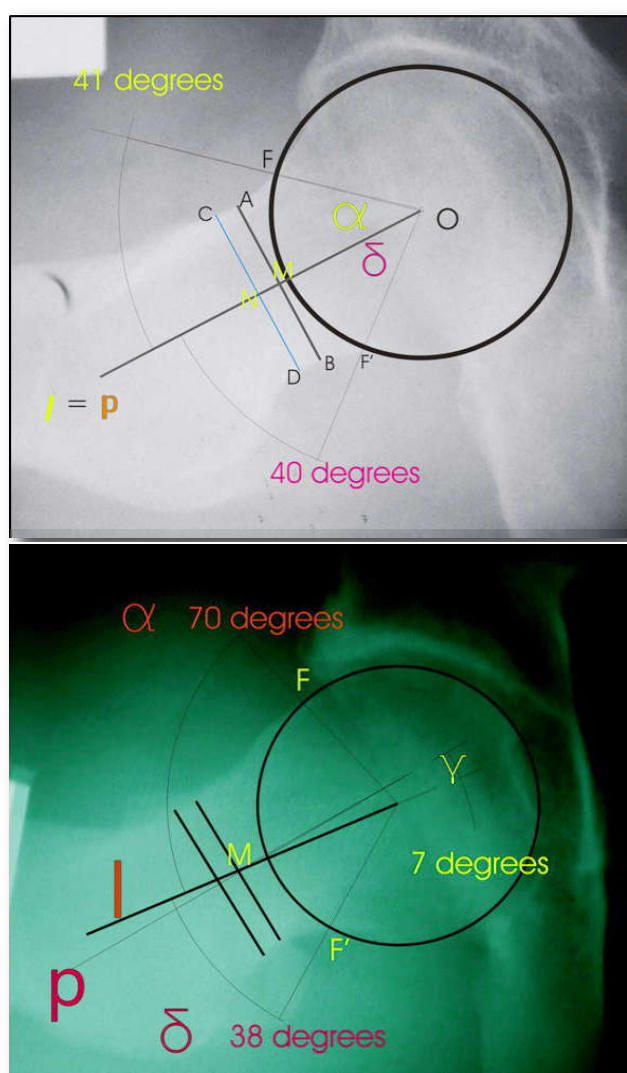 41 degrees
F
A
C
α
O
δ
M
N
B
D
F'
l = p
40 degrees
α 70 degrees
F
γ
M
7 degrees
l
F'
p
δ 38 degrees